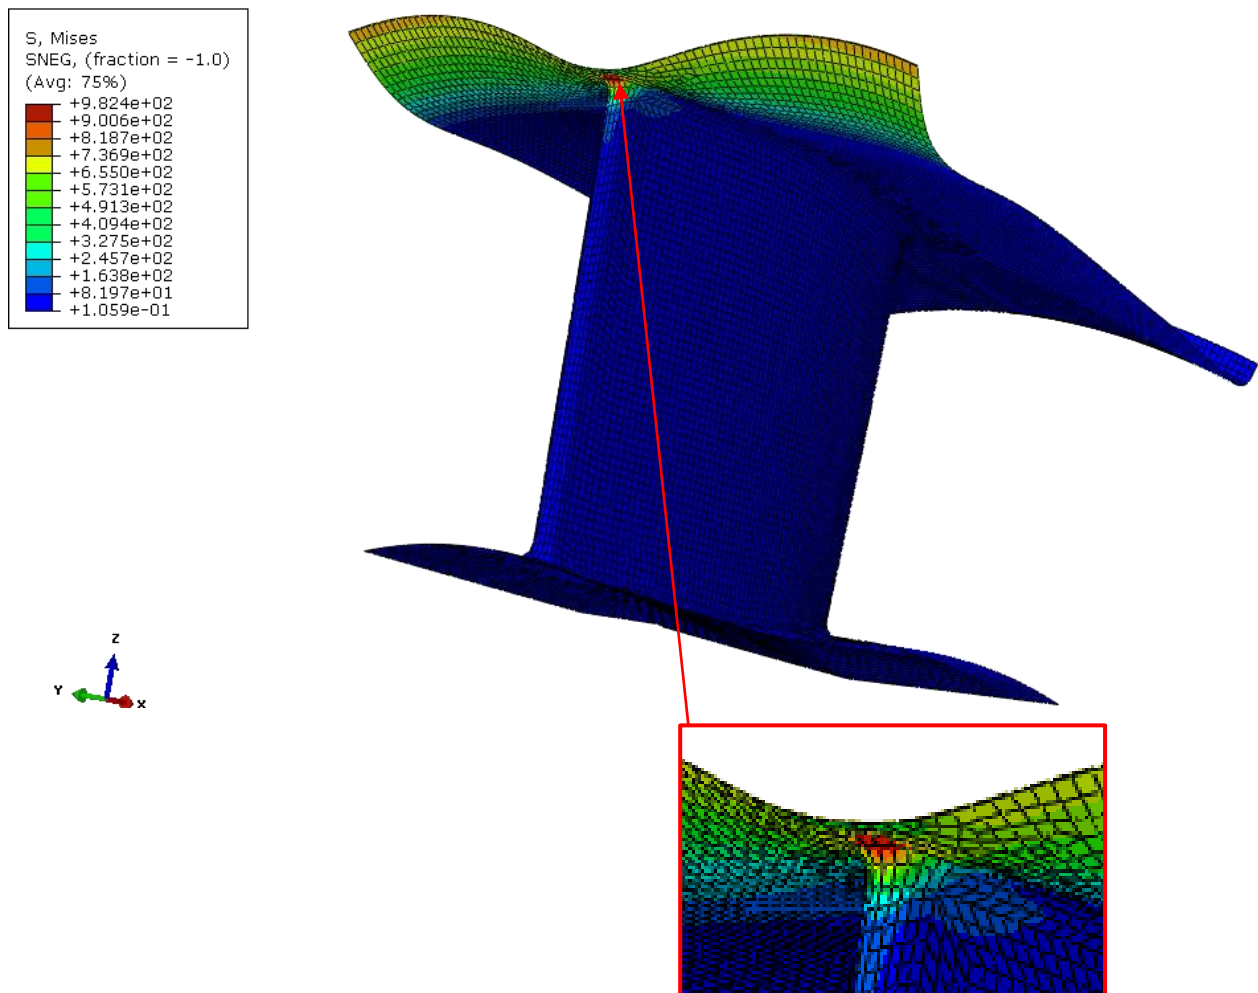 S, Mises
SNEG, (fraction = -1.0)
(Avg: 75%)
+9.824e+02
+9.006e+02
+8.187e+02
+7.369e+02
+6.550e+02
+5.731e+02
+4.913e+02
+4.094e+02
+3.275e+02
+2.457e+02
+1.638e+02
+8.197e+01
+1.059e-01
Z
Y
X